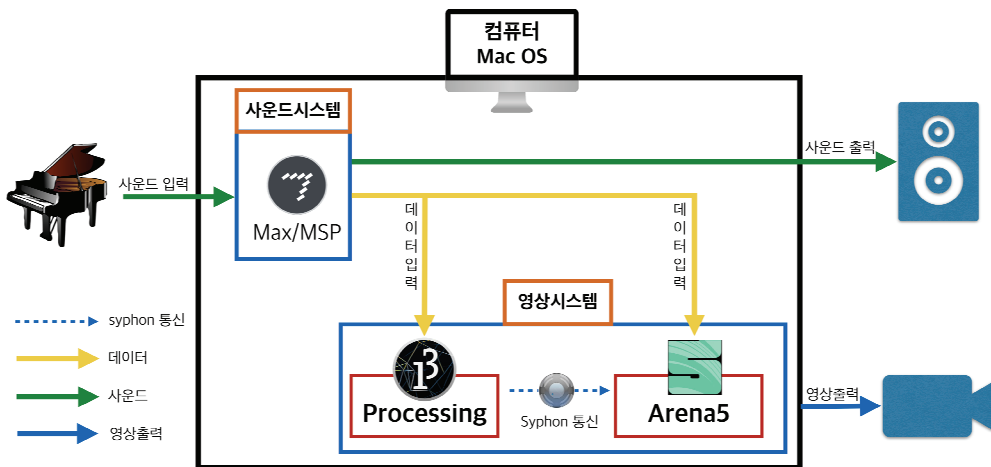 컴퓨터
Mac OS
사운드시스템
사운드 출력
사운드 입력
Max/MSP
데이터입력
데이터입력
영상시스템
syphon 통신
데이터
13
사운드
영상출력
Processing
Syphon 통신
Arena5
영상출력